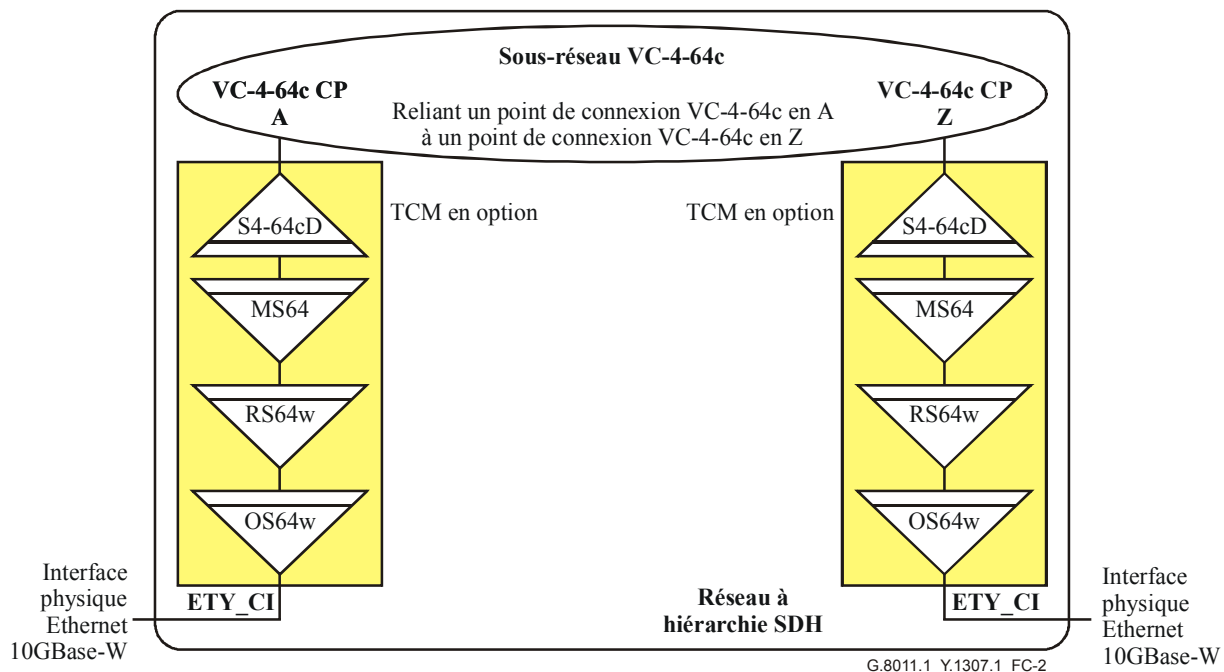 Sous-réseau VC-4-64c
VC-4-64c CP
A
VC-4-64c CP
Z
Reliant un point de connexion VC-4-64c en A
à un point de connexion VC-4-64c en Z
S4-64cD
TCM en option
TCM en option
S4-64cD
MS64
MS64
RS64w
RS64w
OS64w
OS64w
Interface
physique
Ethernet
10GBase-W
ETY_CI
Réseau à
hiérarchie SDH
ETY_CI
Interface
physique
Ethernet
10GBase-W
G.8011.1_Y.1307.1_FC-2